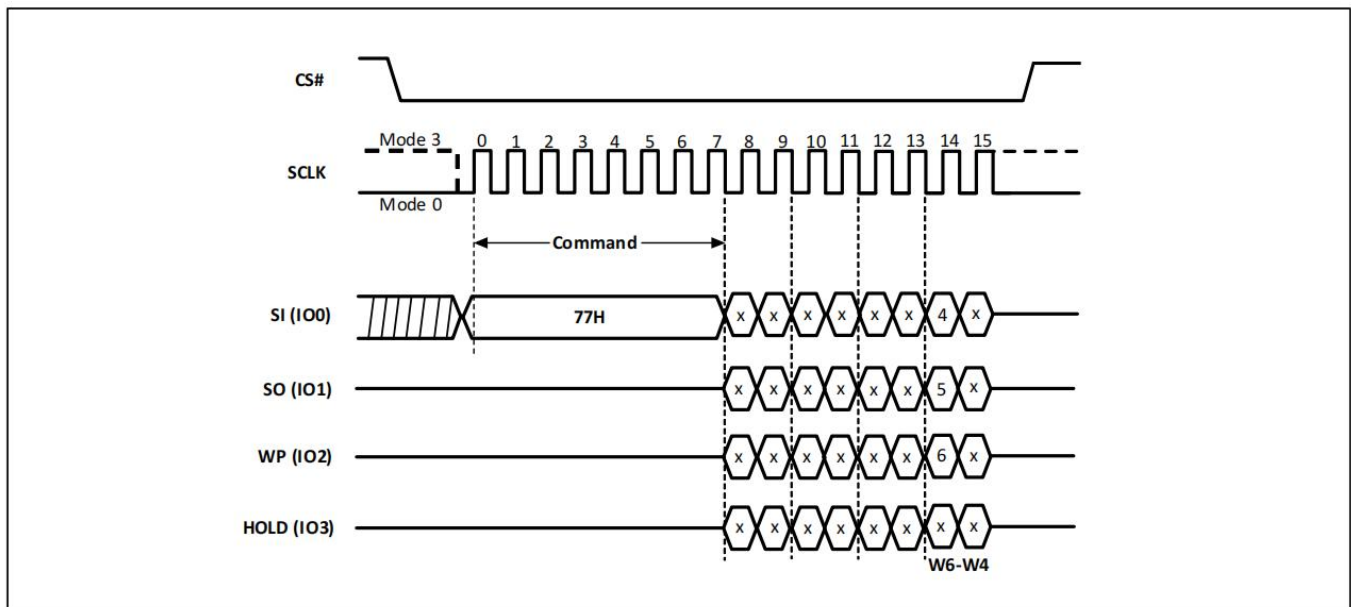 CS#
Mode 3
0 1 2 3 4 5 6 7 8 9 10 11 12 13 14 15
SCLK
Mode 0
Command
SI (IO0) 77H x x x x x x 4 x
SO (IO1) x x x x x x 5 x
WP (IO2) x x x x x x 6 x
HOLD (IO3) x x x x x x x x
W6-W4